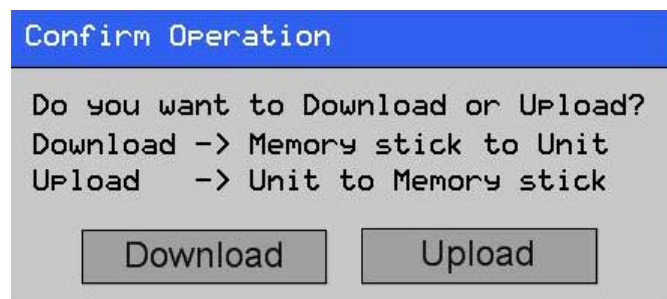 Confirm Operation
Do you want to Download or Upload?
Download -> Memory stick to Unit
Upload -> Unit to Memory stick
Download Upload